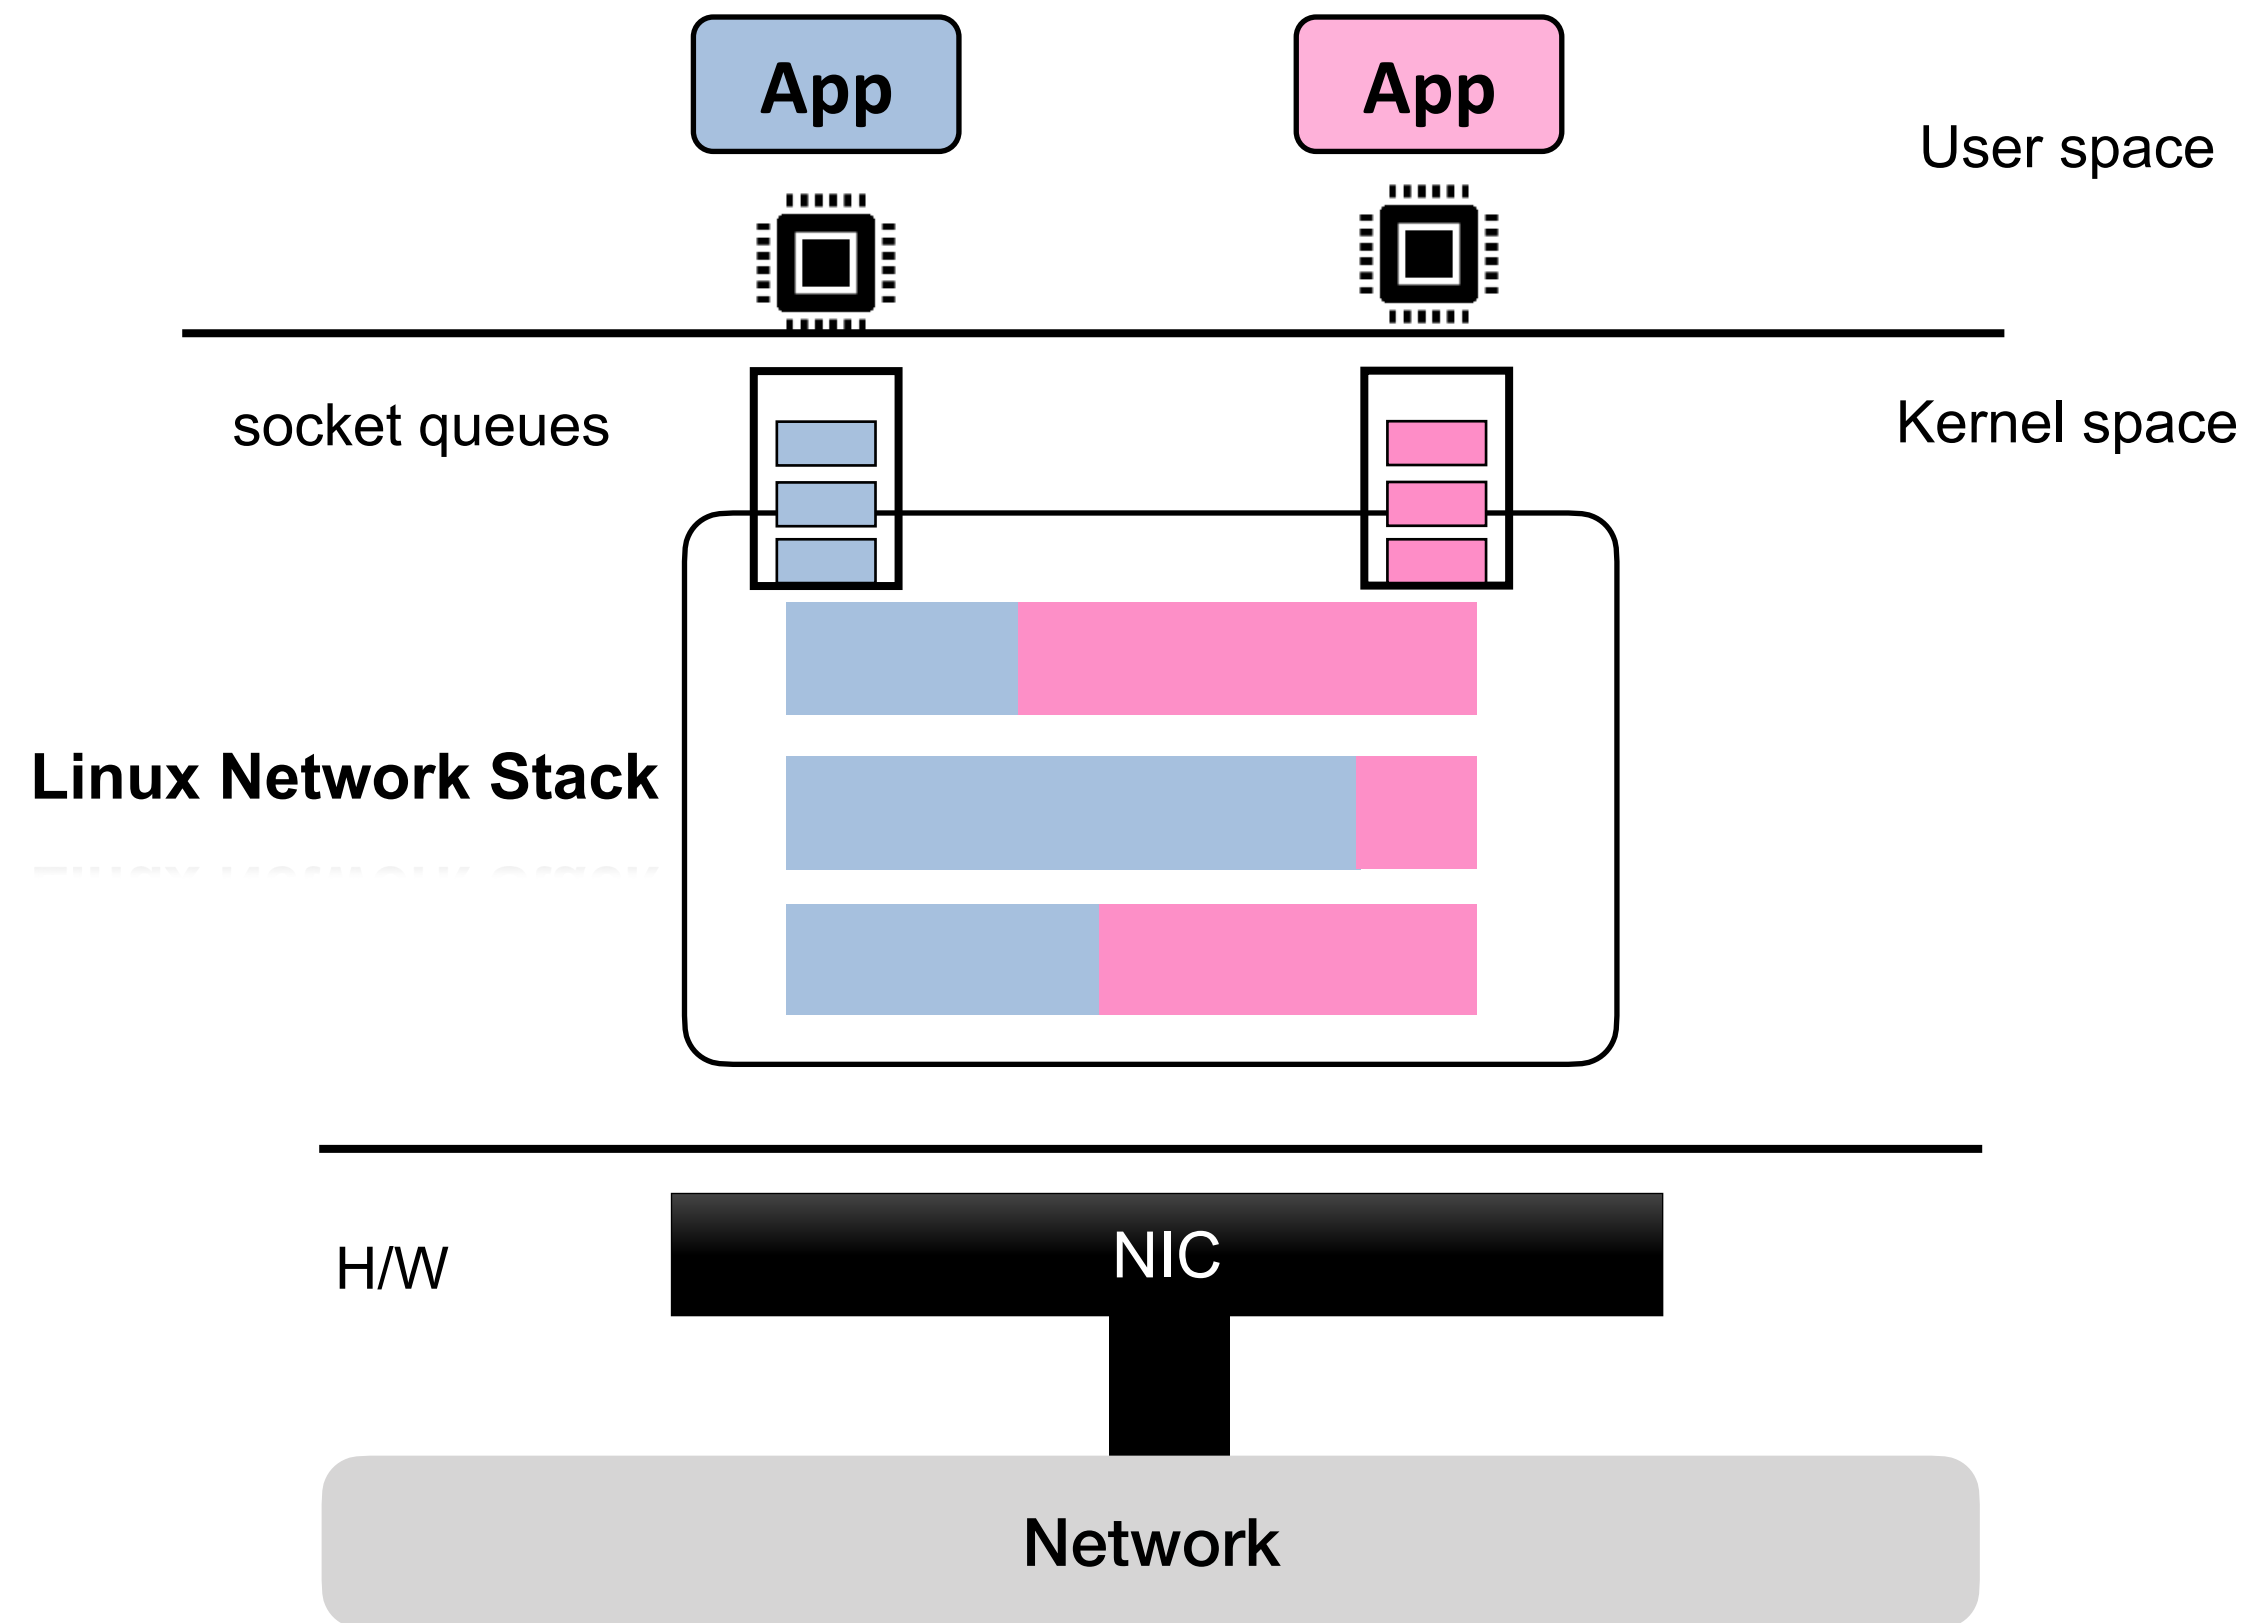 App
App
User space
socket queues
Kernel space
Linux Network Stack
NIC
H/W
Network